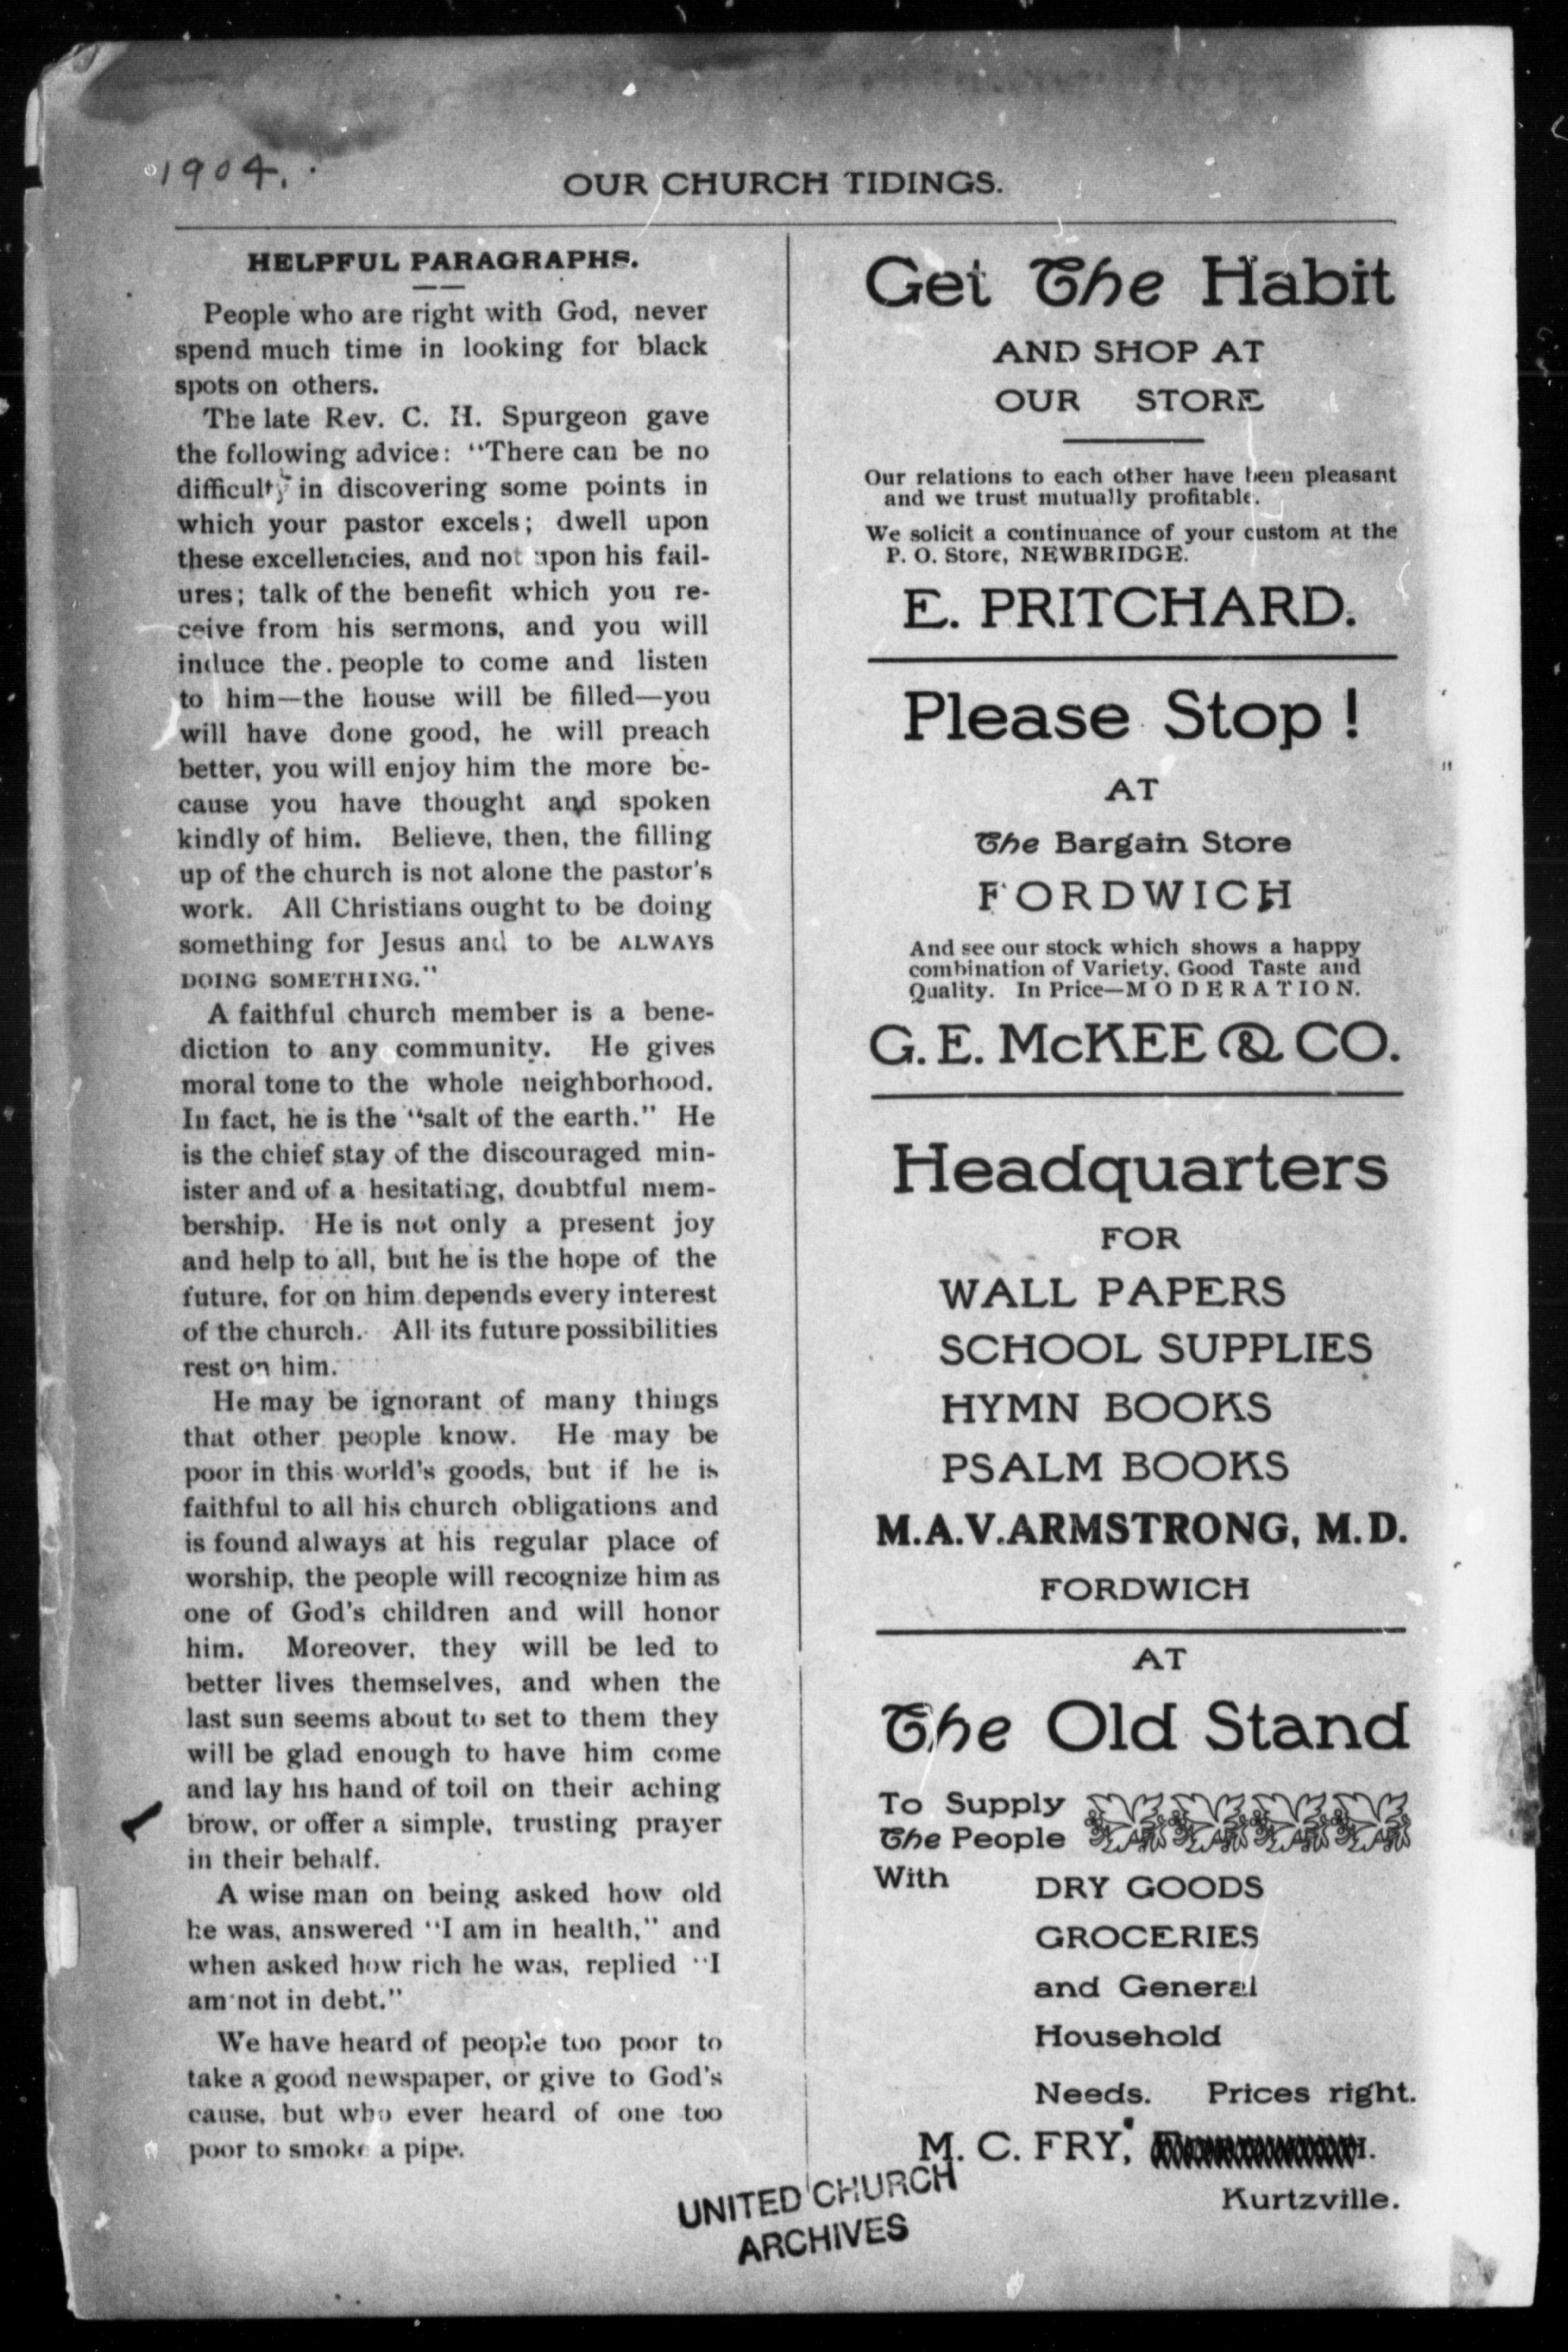 1904.
OUR CHURCH TIDINGS.
HELPFUL PARAGRAPHS.
People who are right with God, never
spend much time in looking for black
spots on others.
The late Rev. C. H. Spurgeon gave
the following advice: "There can be no
difficulty in discovering some points in
which your pastor excels; dwell upon
these excellencies, and not upon his fail-
ures; talk of the benefit which you re-
ceive from his sermons, and you will
induce the people to come and listen
to him—the house will be filled—you
will have done good, he will preach
better, you will enjoy him the more be-
cause you have thought and spoken
kindly of him. Believe, then, the filling
up of the church is not alone the pastor's
work. All Christians ought to be doing
something for Jesus and to be ALWAYS
DOING SOMETHING."
A faithful church member is a bene-
diction to any community. He gives
moral tone to the whole neighborhood.
In fact, he is the "salt of the earth." He
is the chief stay of the discouraged min-
ister and of a hesitating, doubtful mem-
bership. He is not only a present joy
and help to all, but he is the hope of the
future, for on him depends every interest
of the church. All its future possibilities
rest on him.
He may be ignorant of many things
that other people know. He may be
poor in this world's goods, but if he is
faithful to all his church obligations and
is found always at his regular place of
worship, the people will recognize him as
one of God's children and will honor
him. Moreover, they will be led to
better lives themselves, and when the
last sun seems about to set to them they
will be glad enough to have him come
and lay his hand of toil on their aching
brow, or offer a simple, trusting prayer
in their behalf.
A wise man on being asked how old
he was, answered "I am in health," and
when asked how rich he was, replied "I
am not in debt."
We have heard of people too poor to
take a good newspaper, or give to God's
cause, but who ever heard of one too
poor to smoke a pipe.
Get The Habit
AND SHOP AT
OUR STORE
Our relations to each other have been pleasant
and we trust mutually profitable.
We solicit a continuance of your custom at the
P. O. Store, NEWBRIDGE.
E. PRITCHARD.
Please Stop !
AT
The Bargain Store
FORDWICH
And see our stock which shows a happy
combination of Variety, Good Taste and
Quality. In Price—MODERATION.
G. E. McKEE & CO.
Headquarters
FOR
WALL PAPERS
SCHOOL SUPPLIES
HYMN BOOKS
PSALM BOOKS
M.A.V.ARMSTRONG, M.D.
FORDWICH
AT
The Old Stand
To Supply
The People
With DRY GOODS
GROCERIES
and General
Household
Needs. Prices right.
M. C. FRY,
Kurtzville.
UNITED CHURCH
ARCHIVES